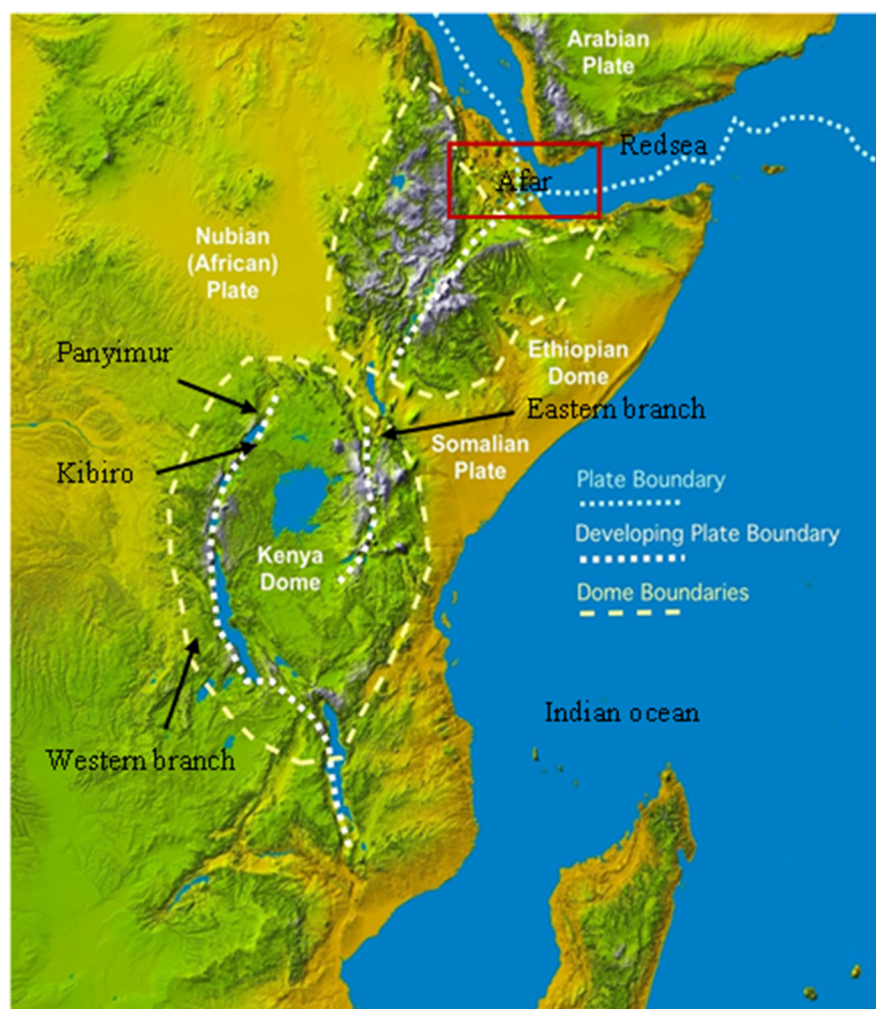 Arabian
Plate
Redsea
Afar
Nubian
(African)
Plate
Panyimur
Ethiopian
Dome
Eastern branch
Somalian
Plate
Kibiro
Plate Boundary
Developing Plate Boundary
Kenya
Dome
Dome Boundaries
Indian ocean
Western branch